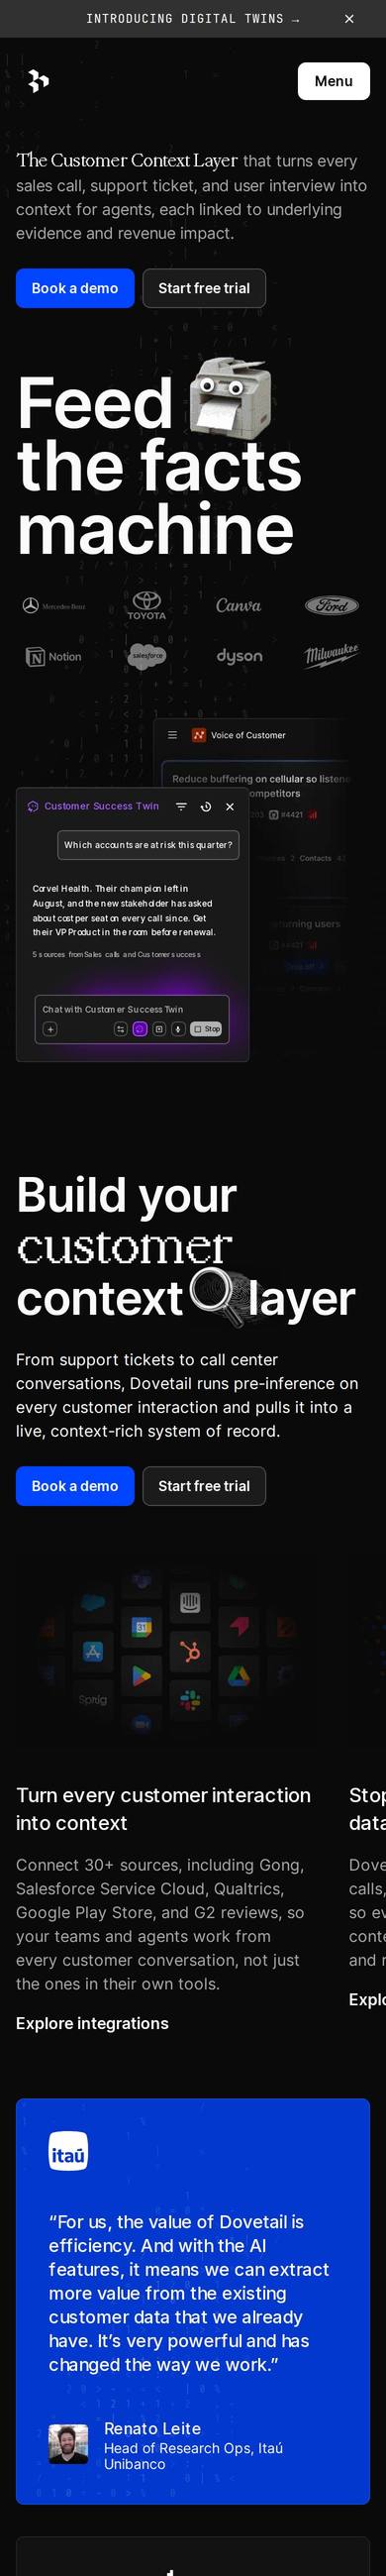 INTRODUCING DIGITAL TWINS →
Menu
The Customer Context Layer that turns every
sales call, support ticket, and user interview into
context for agents, each linked to underlying
evidence and revenue impact.
Book a demo
Start free trial
Feed
the facts
machine
Mercedes-Benz
TOYOTA
Canva
Ford
Notion
salesforce
dyson
Milwaukee
Voice of Customer
Reduce buffering on cellular so listene
#4421
Contacts
Customer Success Twin
Which accounts are at risk this quarter?
Corvel Health. Their champion left in
August, and the new stakeholder has asked
about cost per seat on every call since. Get
their VP Product in the room before renewal.
5 sources from Sales calls and Customer success
#4421
Chat with Customer Success Twin
Stop
Build your
customer
context layer
From support tickets to call center
conversations, Dovetail runs pre-inference on
every customer interaction and pulls it into a
live, context-rich system of record.
Book a demo
Start free trial
31
Sprig
Turn every customer interaction
into context
Connect 30+ sources, including Gong,
Salesforce Service Cloud, Qualtrics,
Google Play Store, and G2 reviews, so
your teams and agents work from
every customer conversation, not just
the ones in their own tools.
Explore integrations
Stop
data
Dove
calls,
so ev
conte
and r
Explo
itaú
“For us, the value of Dovetail is
efficiency. And with the AI
features, it means we can extract
more value from the existing
customer data that we already
have. It’s very powerful and has
changed the way we work.”
Renato Leite
Head of Research Ops, Itaú
Unibanco